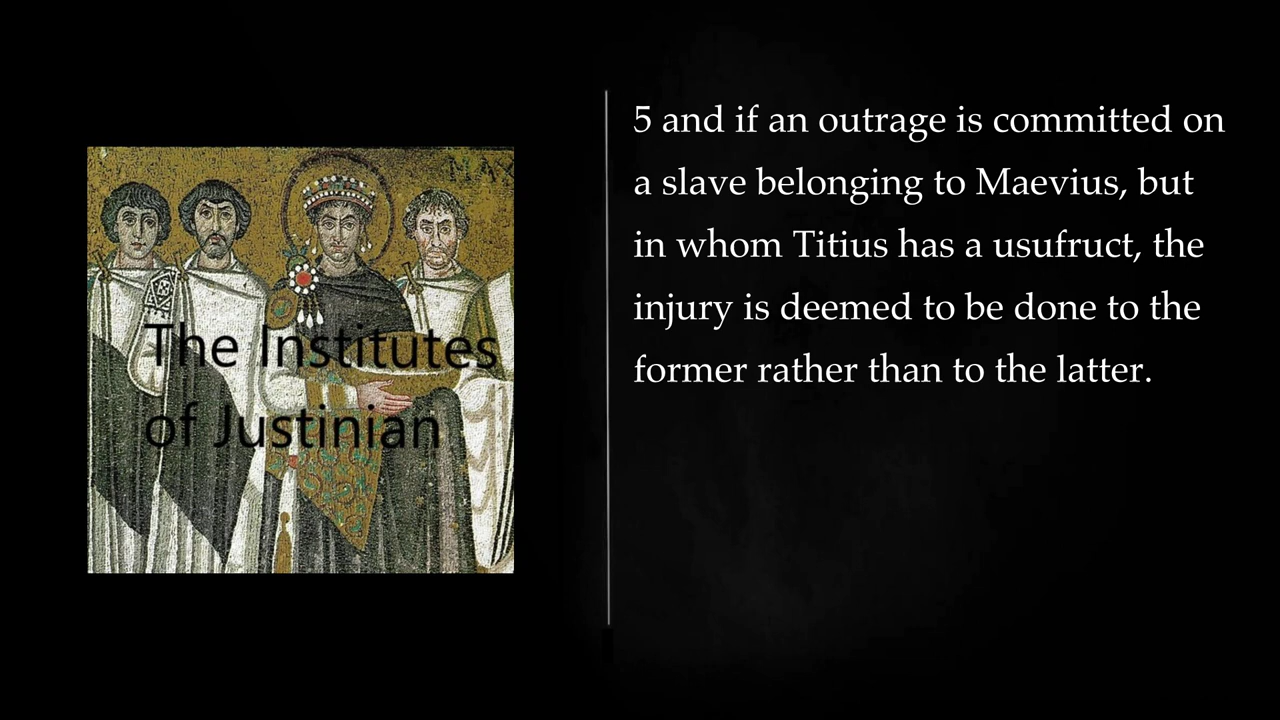 MAX
The Institutes
of Justinian
5 and if an outrage is committed on
a slave belonging to Maevius, but
in whom Titius has a usufruct, the
injury is deemed to be done to the
former rather than to the latter.